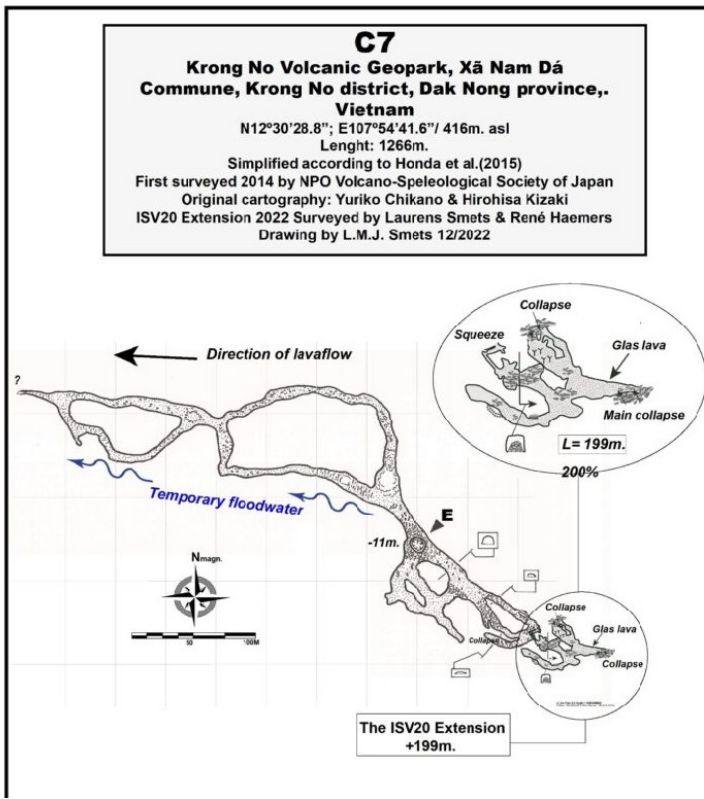 C7
Krong No Volcanic Geopark, Xã Nam Dá
Commune, Krong No district, Dak Nong province,.
Vietnam
N12º30'28.8"; E107º54'41.6"/ 416m. asl
Lenght: 1266m.
Simplified according to Honda et al.(2015)
First surveyed 2014 by NPO Volcano-Speleological Society of Japan
Original cartography: Yuriko Chikano & Hirohisa Kizaki
ISV20 Extension 2022 Surveyed by Laurens Smets & René Haemers
Drawing by L.M.J. Smets 12/2022
Collapse
Squeeze
Glas lava
Direction of lavaflow
?
Main collapse
L= 199m.
200%
Temporary floodwater
E
-11m.
Nmagn.
Collapse
Glas lava
Collapse
Collapse
50
100M
The ISV20 Extension
+199m.